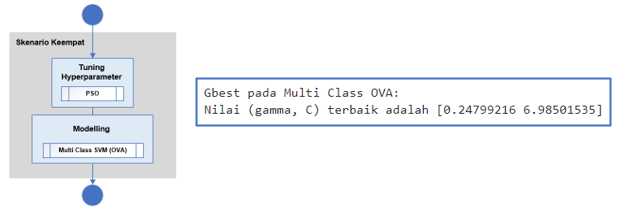 Skenario Keempat
Tuning
Hyperparameter
PSO
Modelling
Multi Class SVM (OVA)
Gbest pada Multi Class OVA:
Nilai (gamma, C) terbaik adalah [0.24799216 6.98501535]